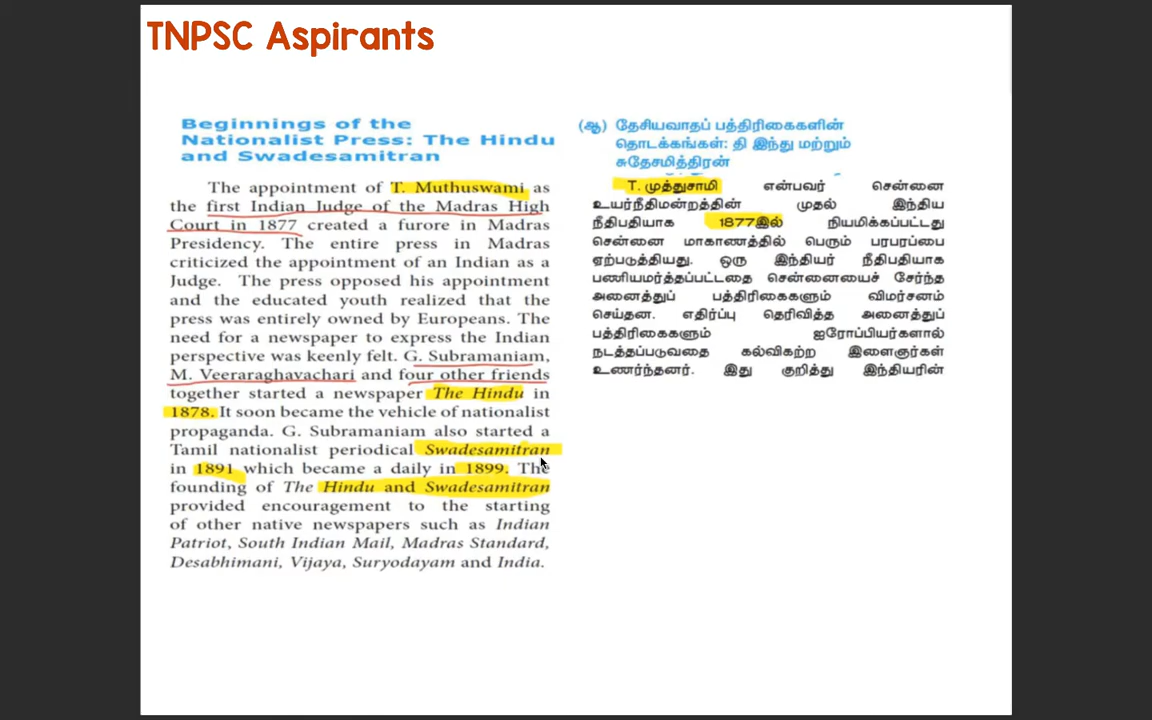 TNPSC Aspirants
Beginnings of the
Nationalist Press: The Hindu
and Swadesamitran
The appointment of T. Muthuswami as
the first Indian Judge of the Madras High
Court in 1877 created a furore in Madras
Presidency. The entire press in Madras
criticized the appointment of an Indian as a
Judge. The press opposed his appointment
and the educated youth realized that the
press was entirely owned by Europeans. The
need for a newspaper to express the Indian
perspective was keenly felt. G. Subramaniam,
M. Veeraraghavachari and four other friends
together started a newspaper The Hindu in
1878. It soon became the vehicle of nationalist
propaganda. G. Subramaniam also started a
Tamil nationalist periodical Swadesamitran
in 1891 which became a daily in 1899. The
founding of The Hindu and Swadesamitran
provided encouragement to the starting
of other native newspapers such as Indian
Patriot, South Indian Mail, Madras Standard,
Desabhimani, Vijaya, Suryodayam and India.
(ஆ) தேசியவாதப் பத்திரிகைகளின்
தொடக்கங்கள்: தி இந்து மற்றும்
சுதேசமித்திரன்
T. முத்துசாமி என்பவர் சென்னை
உயர்நீதிமன்றத்தின் முதல் இந்திய
நீதிபதியாக 1877இல் நியமிக்கப்பட்டது
சென்னை மாகாணத்தில் பெரும் பரபரப்பை
ஏற்படுத்தியது. ஒரு இந்தியர் நீதிபதியாக
பணியமர்த்தப்பட்டதை சென்னையைச் சேர்ந்த
அனைத்துப் பத்திரிகைகளும் விமர்சனம்
செய்தன. எதிர்ப்பு தெரிவித்த அனைத்துப்
பத்திரிகைகளும் ஐரோப்பியர்களால்
நடத்தப்படுவதை கல்விகற்ற இளைஞர்கள்
உணர்ந்தனர். இது குறித்து இந்தியரின்